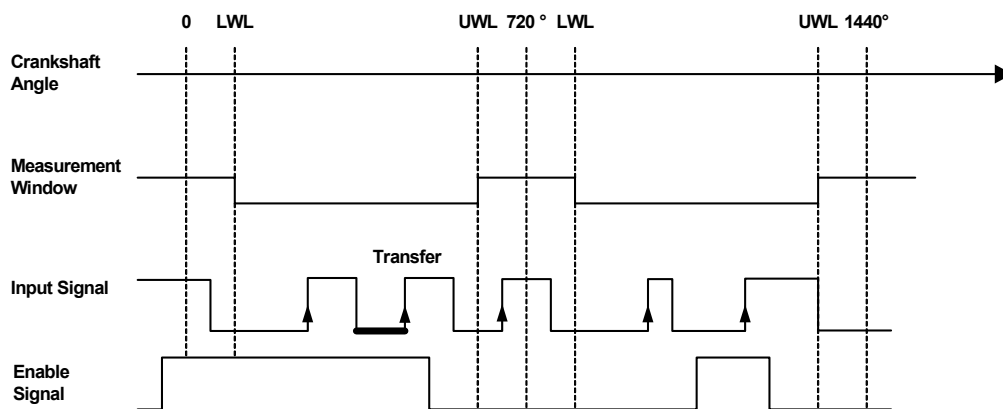 0 LWL UWL 720 ° LWL UWL 1440°
Crankshaft
Angle
Measurement
Window
Transfer
Input Signal
Enable
Signal